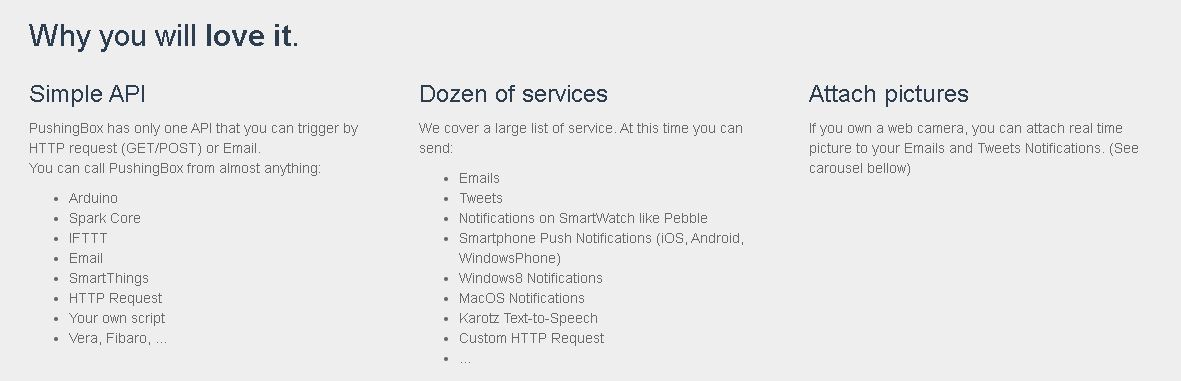 Why you will love it.
Simple API
PushingBox has only one API that you can trigger by
HTTP request (GET/POST) or Email.
You can call PushingBox from almost anything:
• Arduino
• Spark Core
• IFTTT
• Email
• SmartThings
• HTTP Request
• Your own script
• Vera, Fibaro, ...
Dozen of services
We cover a large list of service. At this time you can
send:
• Emails
• Tweets
• Notifications on SmartWatch like Pebble
• Smartphone Push Notifications (iOS, Android,
WindowsPhone)
• Windows8 Notifications
• MacOS Notifications
• Karotz Text-to-Speech
• Custom HTTP Request
• ...
Attach pictures
If you own a web camera, you can attach real time
picture to your Emails and Tweets Notifications. (See
carousel bellow)